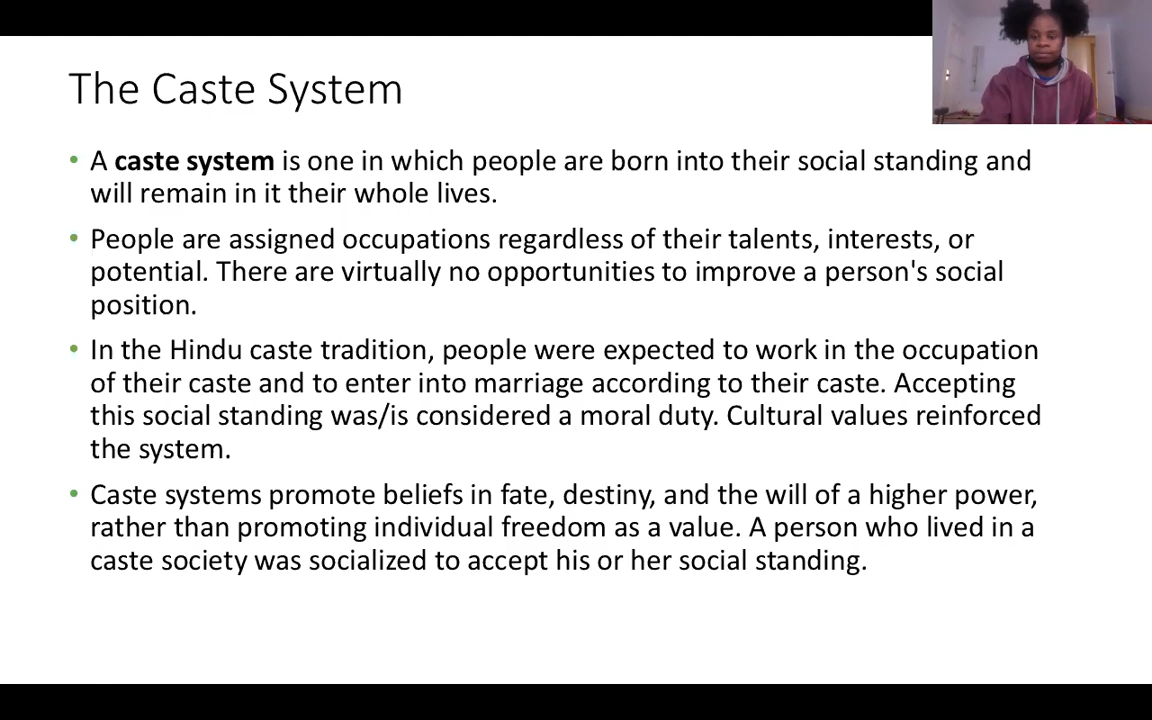 The Caste System
• A caste system is one in which people are born into their social standing and
will remain in it their whole lives.
• People are assigned occupations regardless of their talents, interests, or
potential. There are virtually no opportunities to improve a person's social
position.
• In the Hindu caste tradition, people were expected to work in the occupation
of their caste and to enter into marriage according to their caste. Accepting
this social standing was/is considered a moral duty. Cultural values reinforced
the system.
• Caste systems promote beliefs in fate, destiny, and the will of a higher power,
rather than promoting individual freedom as a value. A person who lived in a
caste society was socialized to accept his or her social standing.